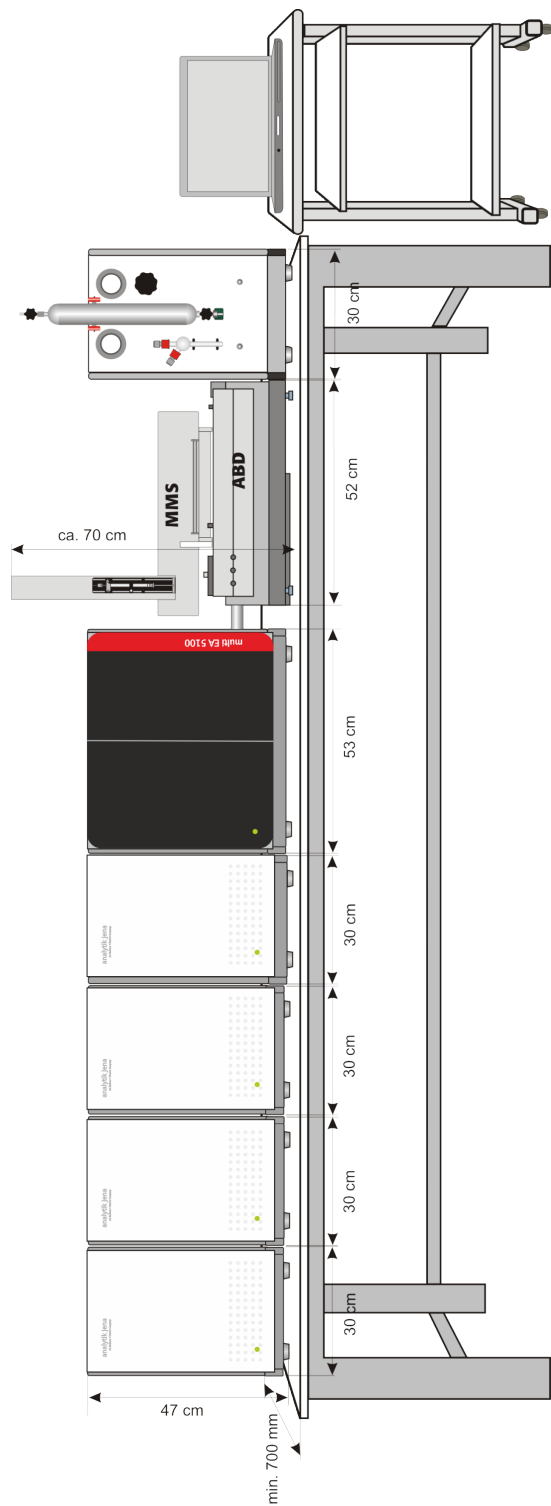 ca. 70 cm
analytik jena
analytik jena
analytik jena
analytik jena
multi EA 5100
MMS
ABD
47 cm
min. 700 mm
30 cm
30 cm
30 cm
30 cm
53 cm
52 cm
30 cm